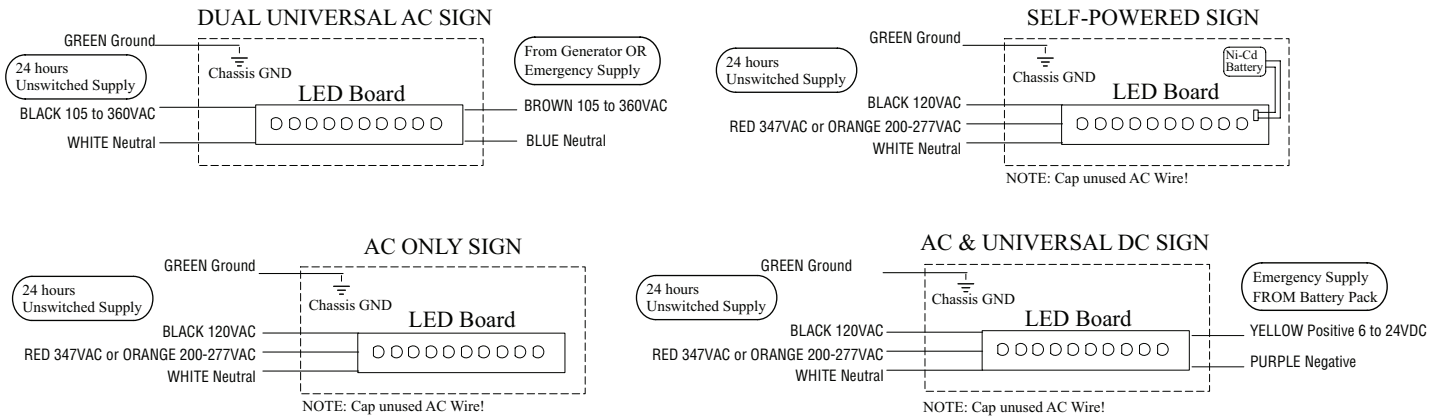 DUAL UNIVERSAL AC SIGN
GREEN Ground
24 hours
Unswitched Supply
Chassis GND
From Generator OR
Emergency Supply
LED Board
BLACK 105 to 360VAC
BROWN 105 to 360VAC
WHITE Neutral
BLUE Neutral
SELF-POWERED SIGN
GREEN Ground
24 hours
Unswitched Supply
Chassis GND
Ni-Cd
Battery
LED Board
BLACK 120VAC
RED 347VAC or ORANGE 200-277VAC
WHITE Neutral
NOTE: Cap unused AC Wire!
AC ONLY SIGN
GREEN Ground
24 hours
Unswitched Supply
Chassis GND
LED Board
BLACK 120VAC
RED 347VAC or ORANGE 200-277VAC
WHITE Neutral
NOTE: Cap unused AC Wire!
AC & UNIVERSAL DC SIGN
GREEN Ground
24 hours
Unswitched Supply
Chassis GND
Emergency Supply
FROM Battery Pack
LED Board
BLACK 120VAC
YELLOW Positive 6 to 24VDC
RED 347VAC or ORANGE 200-277VAC
PURPLE Negative
WHITE Neutral
NOTE: Cap unused AC Wire!